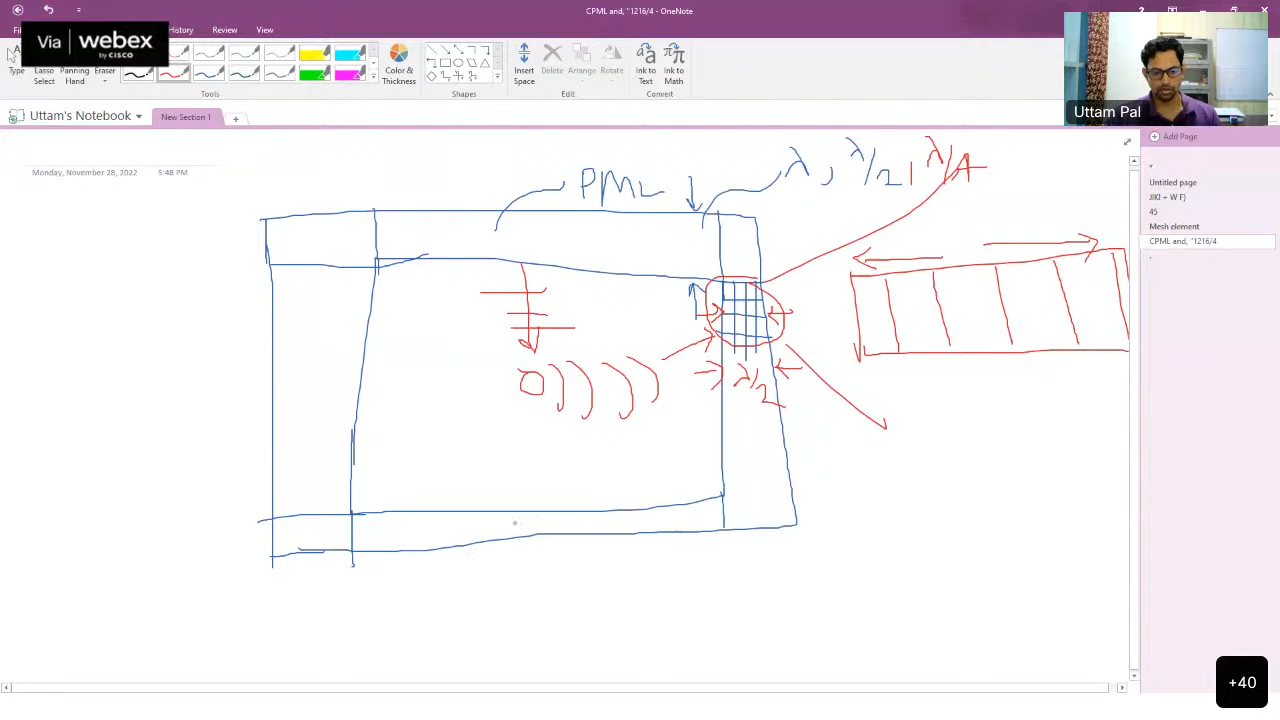 CPML and, "1216/4 - OneNote
Via webex
by CISCO
Uttam Pal
History Review View
Type
Lasso Select
Panning Hand
Eraser
Color & Thickness
Insert Space
Delete
Arrange
Rotate
Ink to Text
Ink to Math
Tools
Shapes
Edit
Convert
Uttam's Notebook
New Section 1
Add Page
Monday, November 28, 2022 5:48 PM
Untitled page
JIKI + W F)
45
Mesh element
CPML and, "1216/4
PML
λ, λ/2, λ/4
λ/2
+40